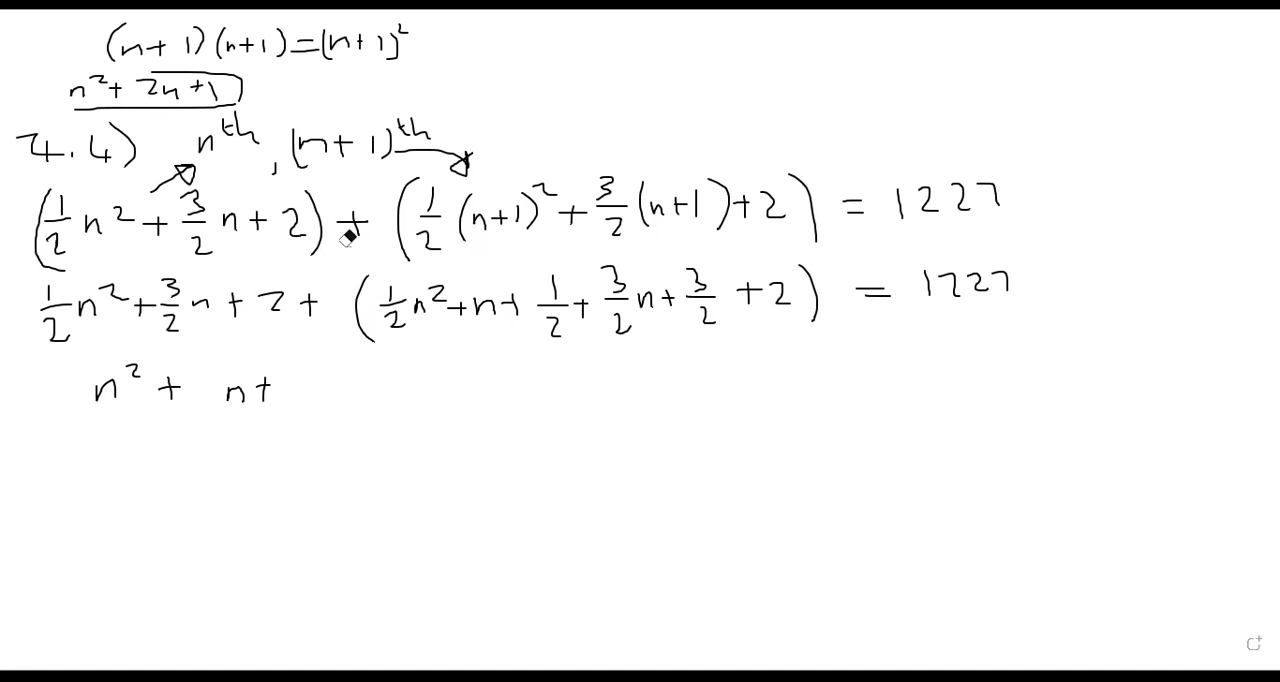 (n+1)(n+1)=(n+1)²
n²+ 2n+1
4.4) nᵗʰ, (n+1)ᵗʰ
(1/2 n² + 3/2 n + 2) + (1/2 (n+1)² + 3/2 (n+1) + 2) = 1227
1/2 n² + 3/2 n + 2 + (1/2 n² + n + 1/2 + 3/2 n + 3/2 + 2) = 1227
n² + n+